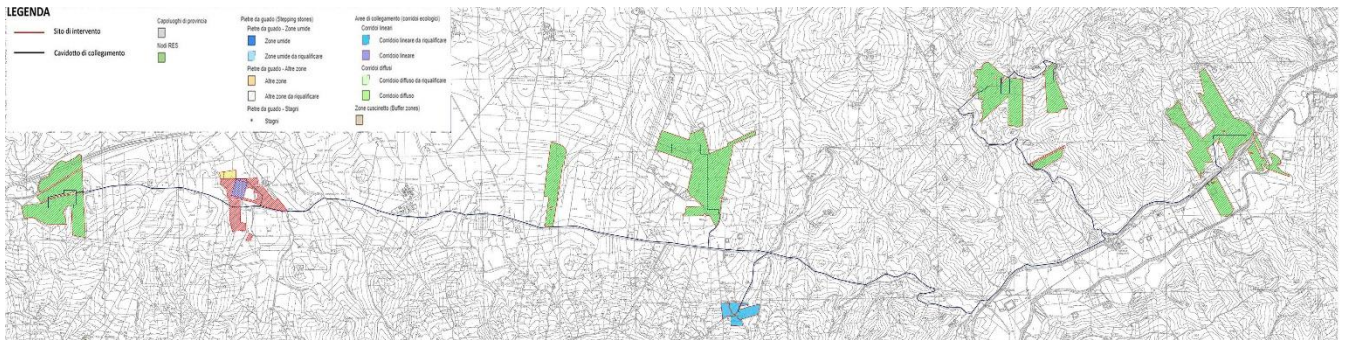 LEGENDA
Sito di intervento
Cavidotto di collegamento
Capoluoghi di provincia
Nodi RES
Pietre da guado (Stepping stones)
Pietre da guado - Zone umide
Zone umide
Zone umide da riqualificare
Pietre da guado - Altre zone
Altre zone
Altre zone da riqualificare
Pietre da guado - Stagni
Stagni
Aree di collegamento (corridoi ecologici)
Corridoi lineari
Corridoio lineare da riqualificare
Corridoio lineare
Corridoi diffusi
Corridoio diffuso da riqualificare
Corridoio diffuso
Zone cuscinetto (Buffer zones)